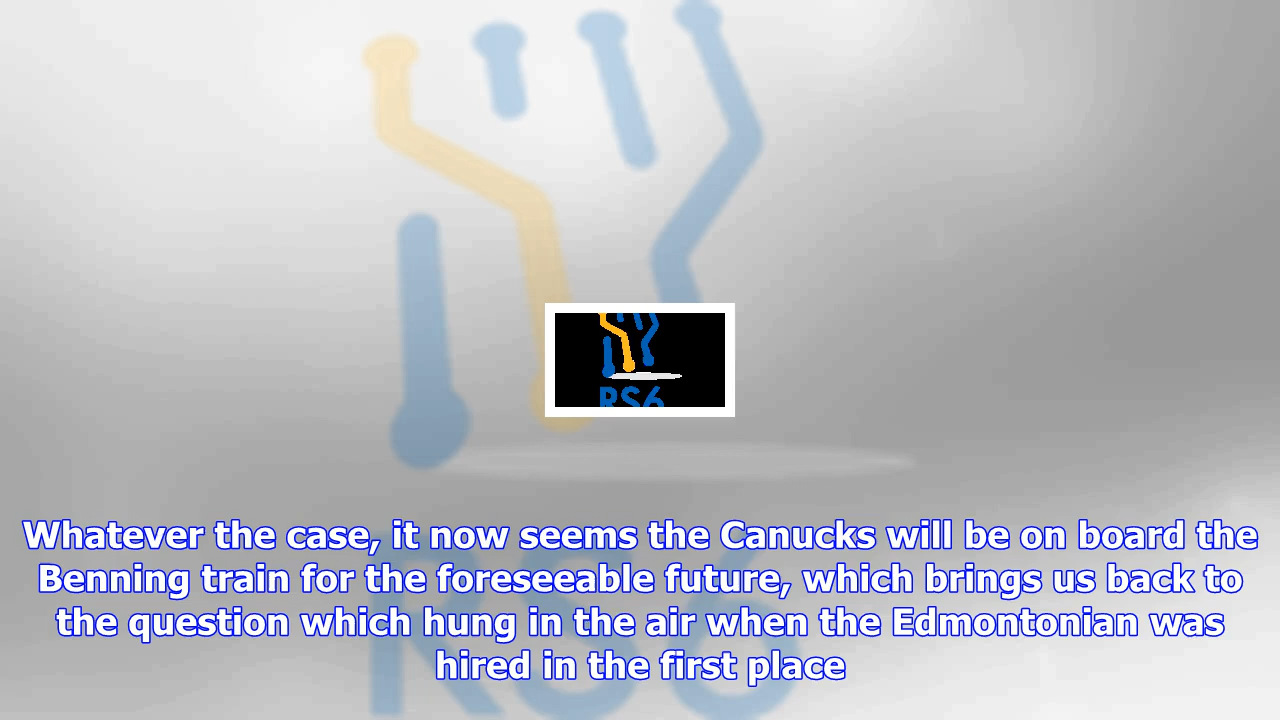 RS6
Whatever the case, it now seems the Canucks will be on board the
Benning train for the foreseeable future, which brings us back to
the question which hung in the air when the Edmontonian was
hired in the first place
RS6